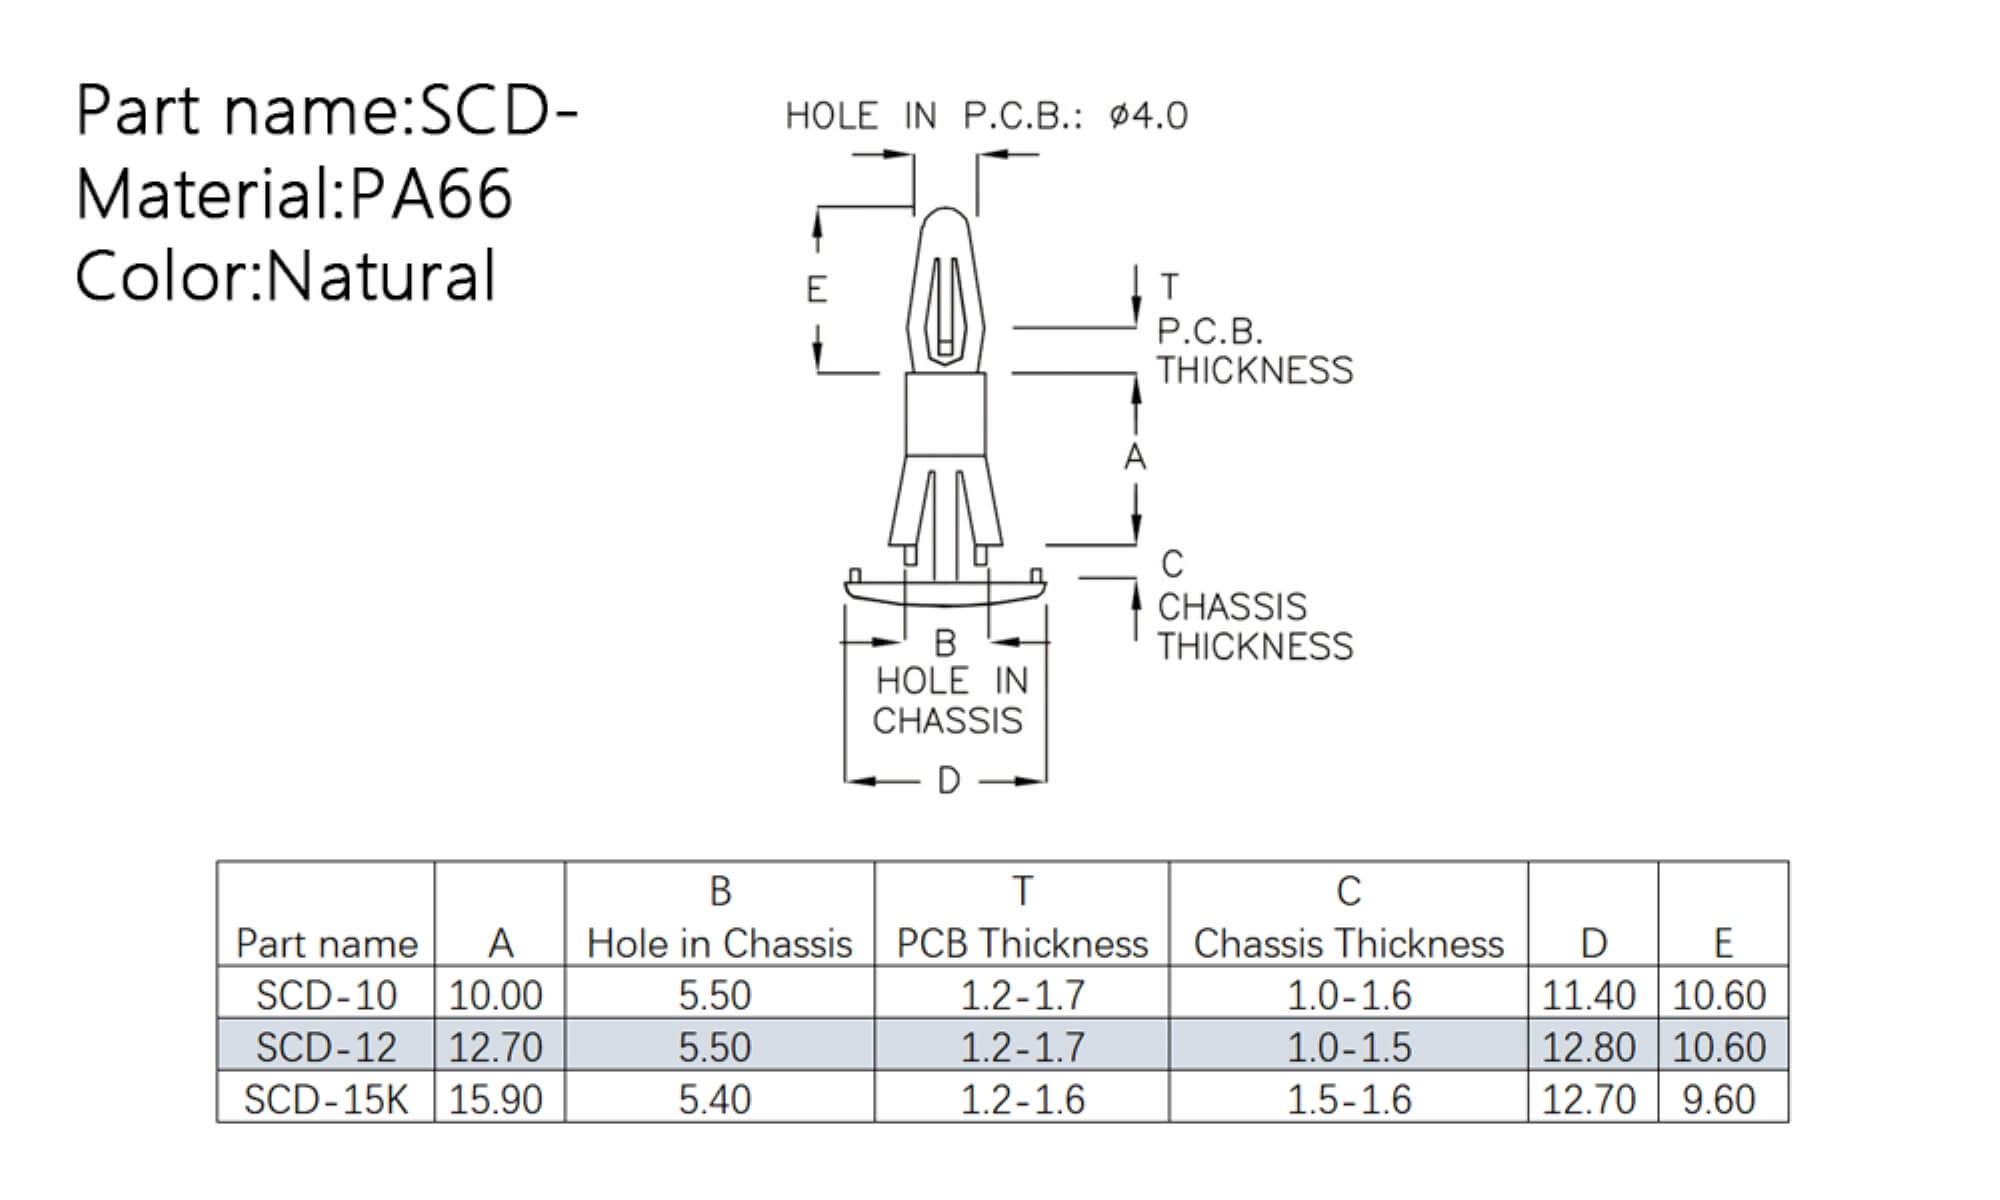 Part name:SCD-
Material:PA66
Color:Natural
HOLE IN P.C.B.: ø4.0
E
T
P.C.B.
THICKNESS
A
C
CHASSIS
THICKNESS
B
HOLE IN
CHASSIS
D
Part name A B Hole in Chassis T PCB Thickness C Chassis Thickness D E
SCD-10 10.00 5.50 1.2-1.7 1.0-1.6 11.40 10.60
SCD-12 12.70 5.50 1.2-1.7 1.0-1.5 12.80 10.60
SCD-15K 15.90 5.40 1.2-1.6 1.5-1.6 12.70 9.60